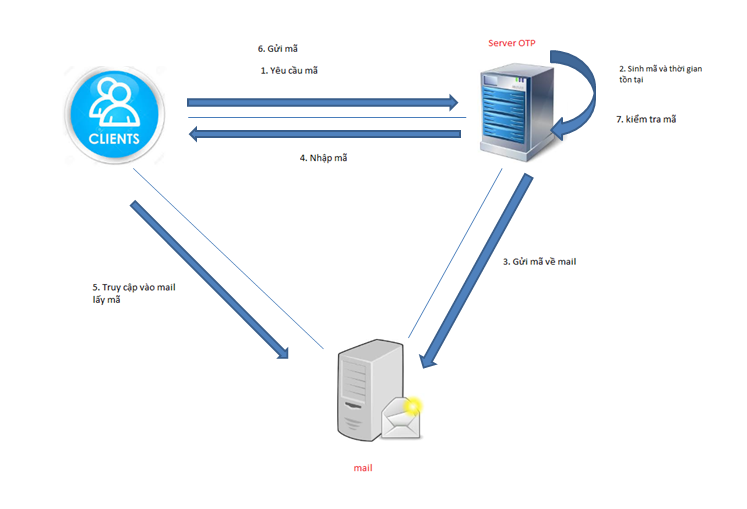 6. Gửi mã
Server OTP
1. Yêu cầu mã
2. Sinh mã và thời gian
tồn tại
CLIENTS
7. kiểm tra mã
4. Nhập mã
3. Gửi mã về mail
5. Truy cập vào mail
lấy mã
mail